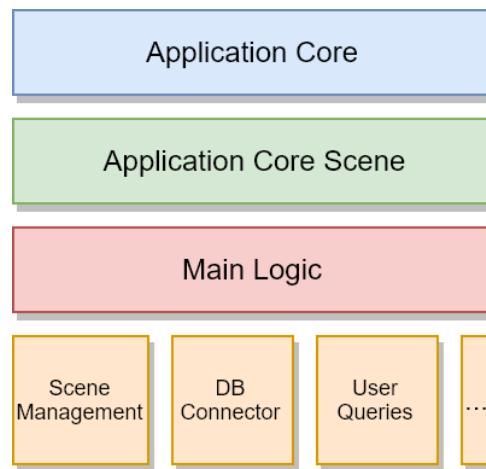 Application Core
Application Core Scene
Main Logic
Scene
Management
DB
Connector
User
Queries
...